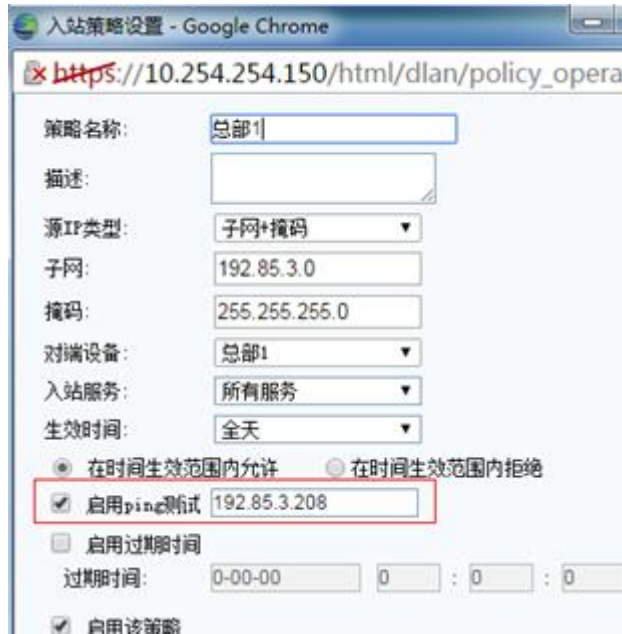 入站策略设置 - Google Chrome
https://10.254.254.150/html/dlan/policy_opera
策略名称: 总部1
描述:
源IP类型: 子网+掩码
子网: 192.85.3.0
掩码: 255.255.255.0
对端设备: 总部1
入站服务: 所有服务
生效时间: 全天
在时间生效范围内允许 在时间生效范围内拒绝
启用ping测试 192.85.3.208
启用过期时间
过期时间: 0-00-00 0 : 0 : 0
启用该策略